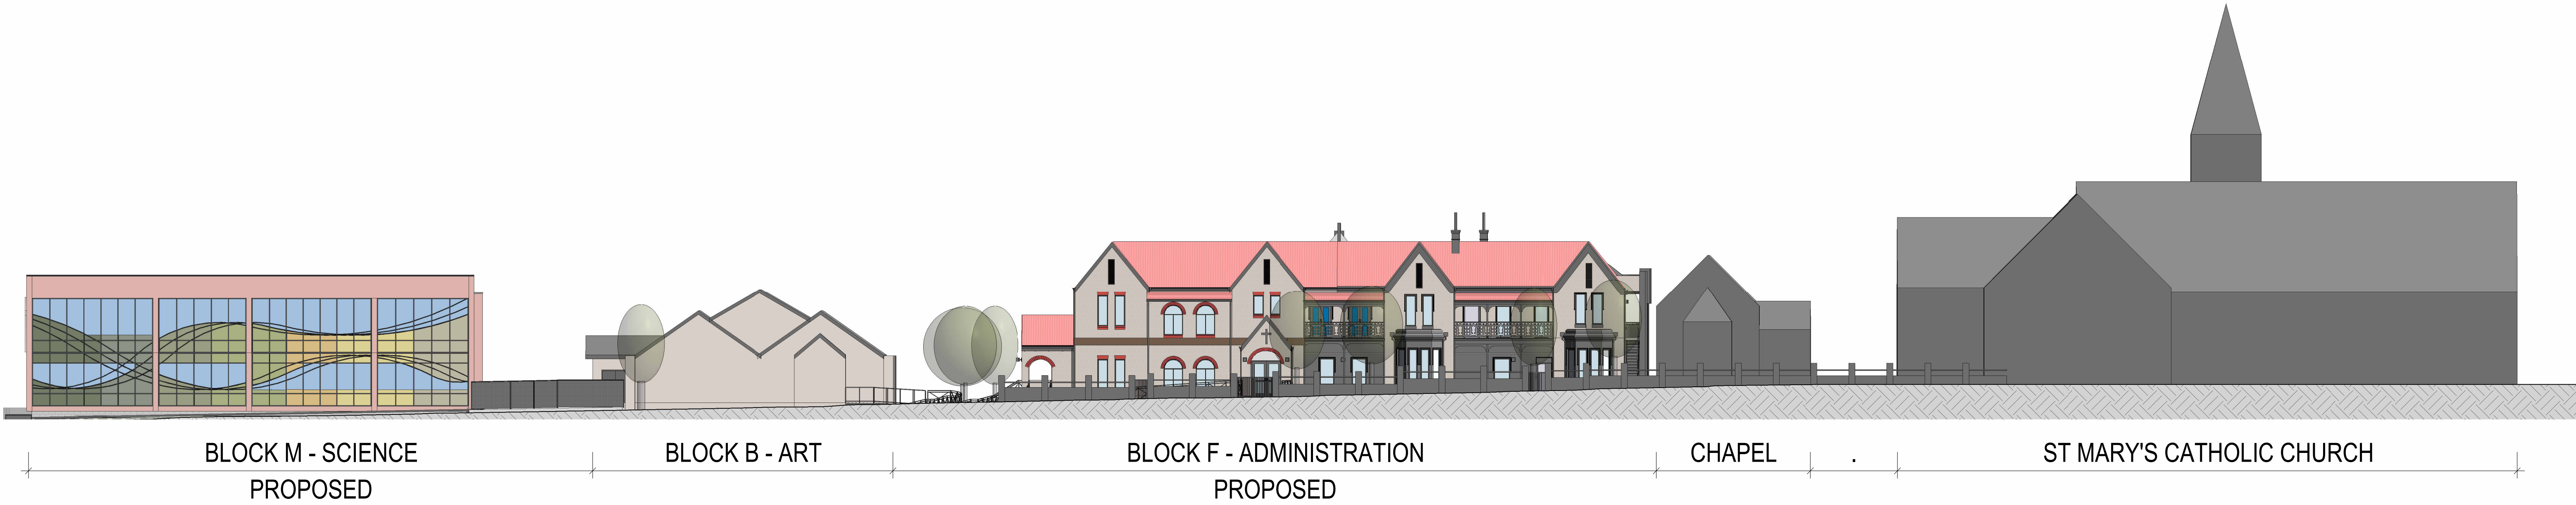 BLOCK M - SCIENCE
PROPOSED
BLOCK B - ART
BLOCK F - ADMINISTRATION
PROPOSED
CHAPEL
.
ST MARY'S CATHOLIC CHURCH